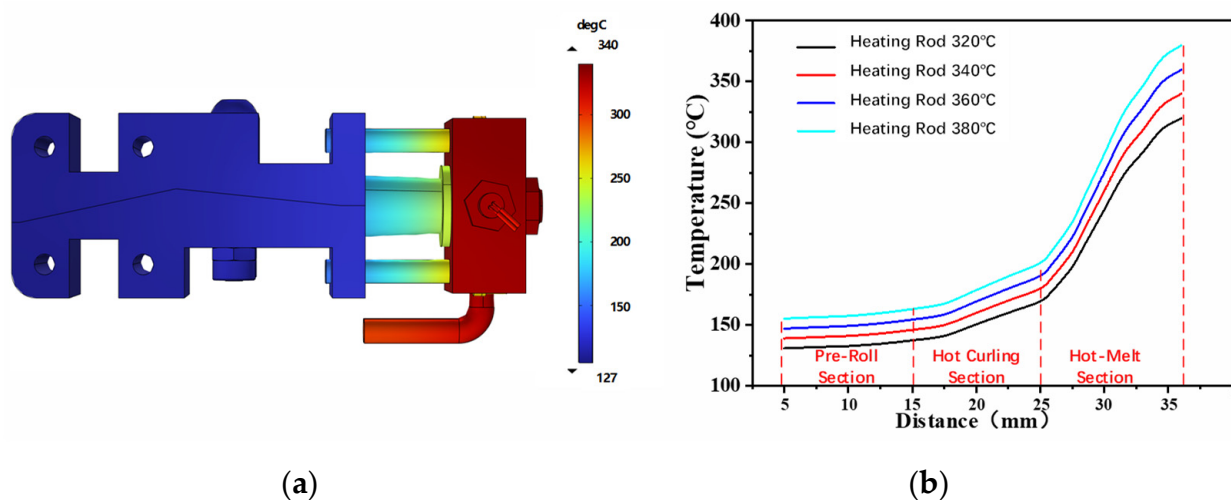 degC
340
300
250
200
150
127
(a)
b)
400
350
300
250
200
150
100
Temperature (℃)
Heating Rod 320℃
Heating Rod 340℃
Heating Rod 360℃
Heating Rod 380℃
Pre-Roll
Section
Hot Curling
Section
Hot-Melt
Section
5 10 15 20 25 30 35
Distance（mm）
(b)